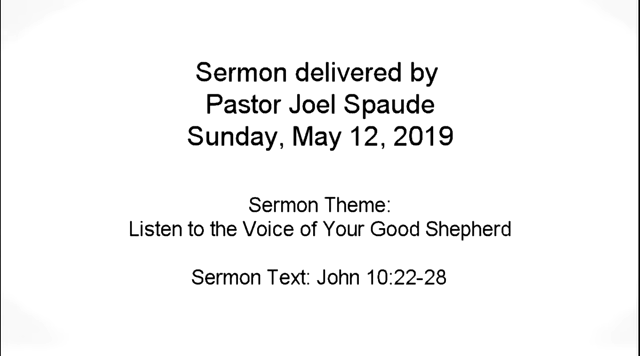 Sermon delivered by
Pastor Joel Spaude
Sunday, May 12, 2019
Sermon Theme:
Listen to the Voice of Your Good Shepherd
Sermon Text: John 10:22-28